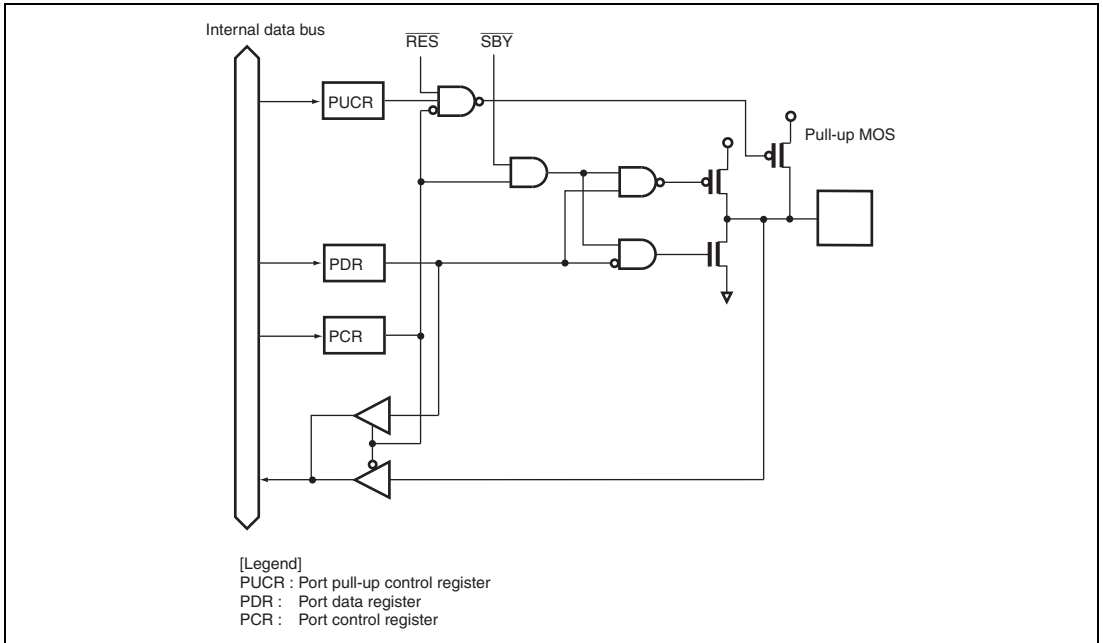 Internal data bus
RES
SBY
PUCR
Pull-up MOS
PDR
PCR
[Legend]
PUCR : Port pull-up control register
PDR : Port data register
PCR : Port control register